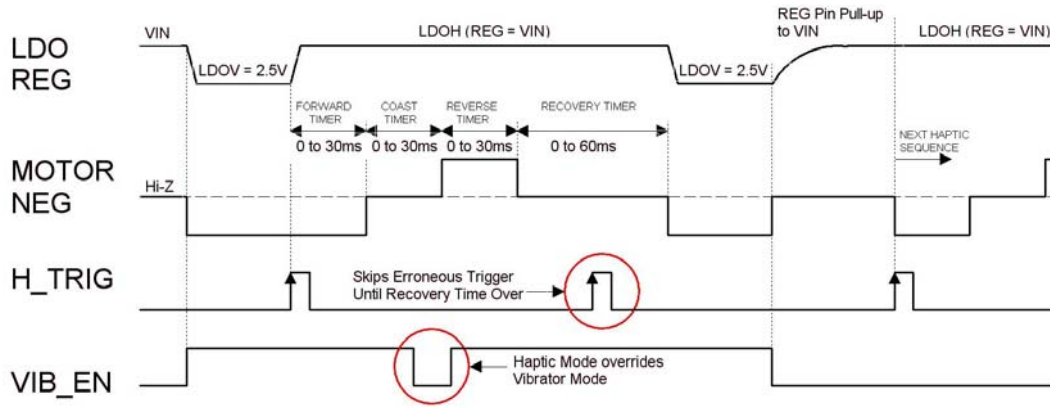 LDO
REG
VIN
LDOV = 2.5V
LDOH (REG = VIN)
LDOV = 2.5V
REG Pin Pull-up
to VIN
LDOH (REG = VIN)
FORWARD
TIMER
0 to 30ms
COAST
TIMER
0 to 30ms
REVERSE
TIMER
0 to 30ms
RECOVERY TIMER
0 to 60ms
NEXT HAPTIC
SEQUENCE
MOTOR
NEG
Hi-Z
H_TRIG
Skips Erroneous Trigger
Until Recovery Time Over
VIB_EN
Haptic Mode overrides
Vibrator Mode